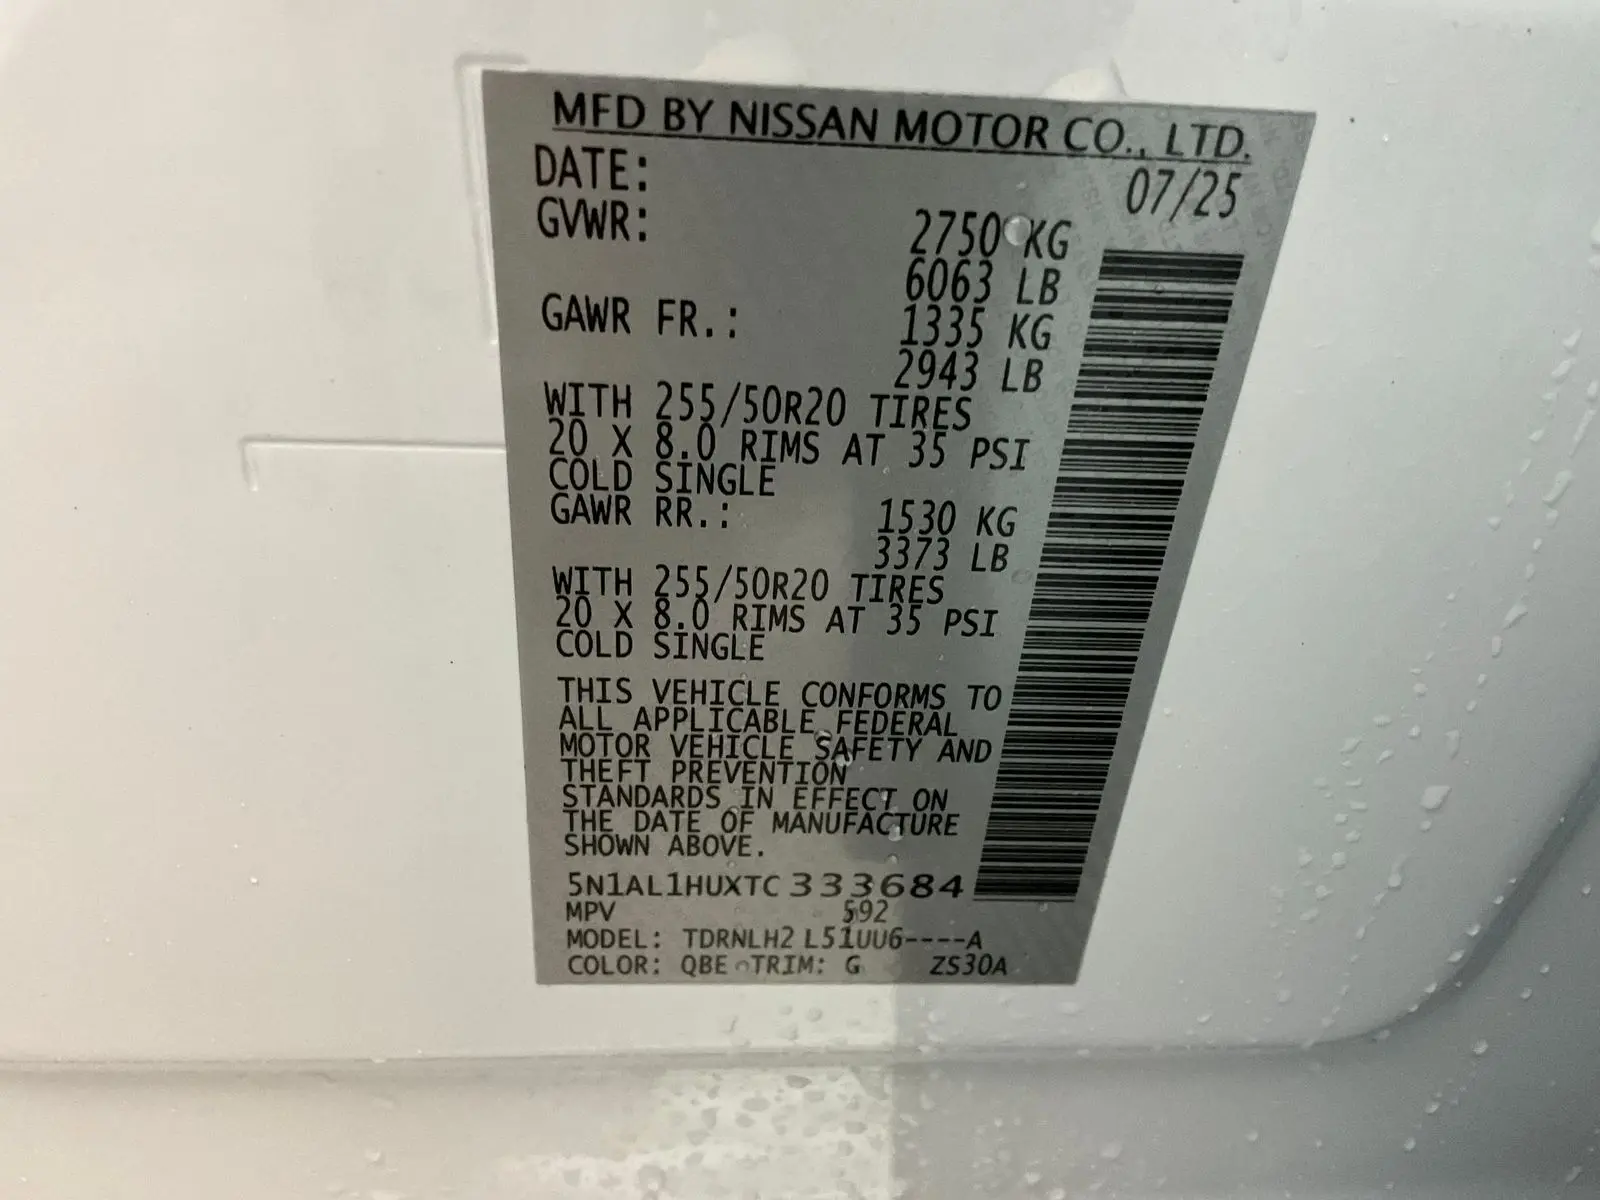 MFD BY NISSAN MOTOR CO., LTD.
DATE: 07/25
GVWR: 2750 KG
6063 LB
GAWR FR.: 1335 KG
2943 LB
WITH 255/50R20 TIRES
20 X 8.0 RIMS AT 35 PSI
COLD SINGLE
GAWR RR.: 1530 KG
3373 LB
WITH 255/50R20 TIRES
20 X 8.0 RIMS AT 35 PSI
COLD SINGLE
THIS VEHICLE CONFORMS TO
ALL APPLICABLE FEDERAL
MOTOR VEHICLE SAFETY AND
THEFT PREVENTION
STANDARDS IN EFFECT ON
THE DATE OF MANUFACTURE
SHOWN ABOVE.
5N1AL1HUXTC333684
MPV 592
MODEL: TDRNLH2 L51UU6----A
COLOR: QBE TRIM: G ZS30A